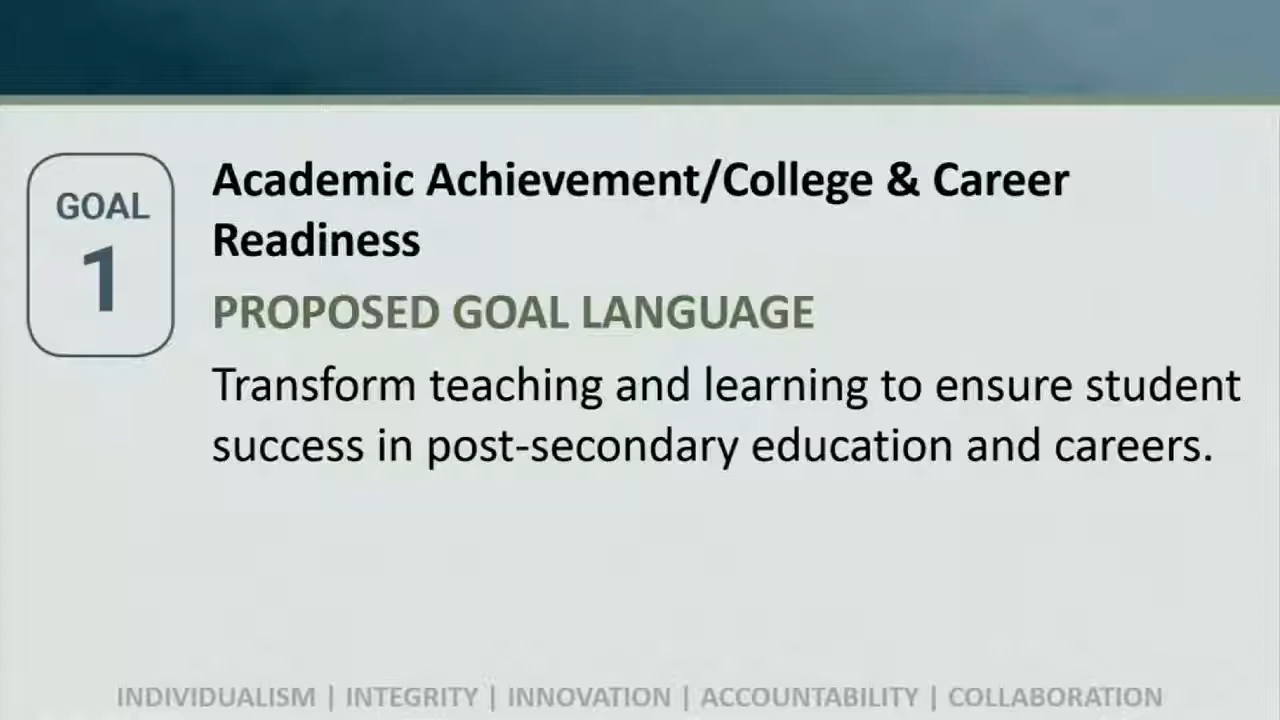 GOAL
1
Academic Achievement/College & Career
Readiness
PROPOSED GOAL LANGUAGE
Transform teaching and learning to ensure student
success in post-secondary education and careers.
INDIVIDUALISM | INTEGRITY | INNOVATION | ACCOUNTABILITY | COLLABORATION